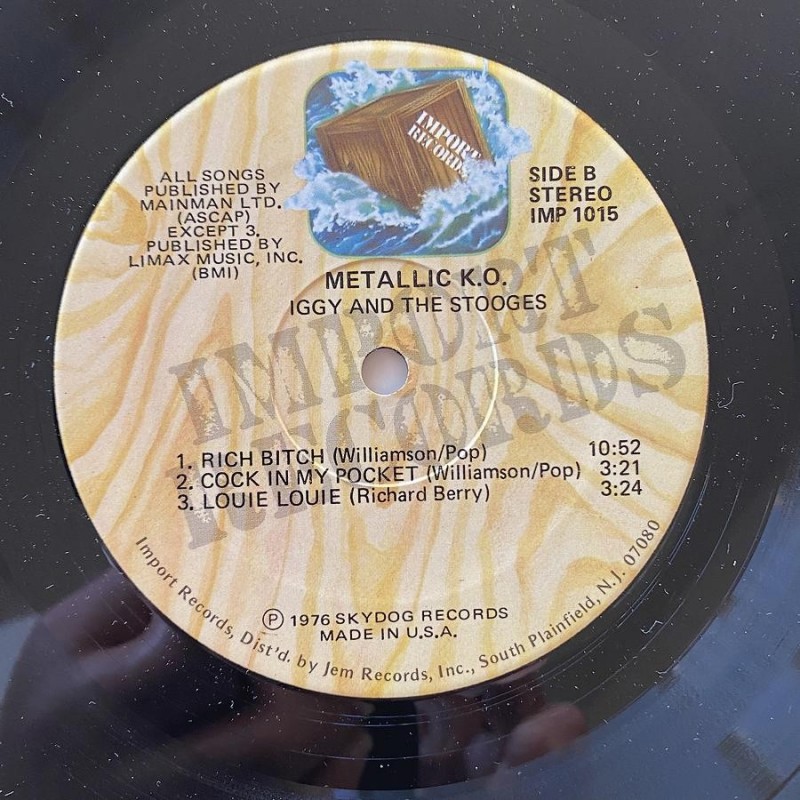 IMPORT
RECORDS
ALL SONGS
PUBLISHED BY
MAINMAN LTD.
(ASCAP)
EXCEPT 3.
PUBLISHED BY
LIMAX MUSIC, INC.
(BMI)
SIDE B
STEREO
IMP 1015
METALLIC K.O.
IGGY AND THE STOOGES
IMPORT
RECORDS
1. RICH BITCH (Williamson/Pop) 10:52
2. COCK IN MY POCKET (Williamson/Pop) 3:21
3. LOUIE LOUIE (Richard Berry) 3:24
Ⓟ 1976 SKYDOG RECORDS
MADE IN U.S.A.
Import Records, Dist'd. by Jem Records, Inc., South Plainfield, N.J. 07080